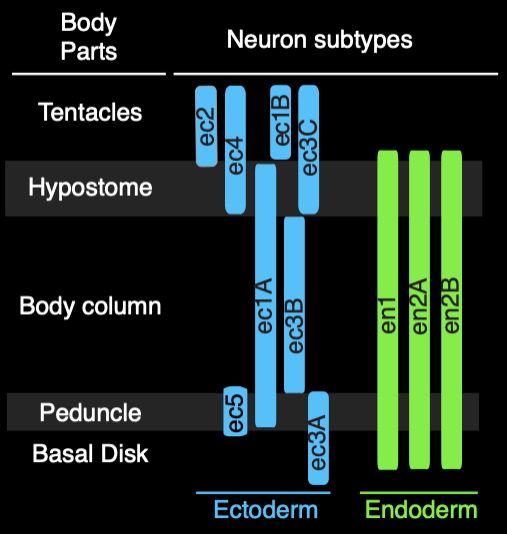 Body
Parts
Neuron subtypes
Tentacles
ec2
ec4
ec1B
ec3C
Hypostome
Body column
ec1A
ec3B
en1
en2A
en2B
Peduncle
ec5
Basal Disk
ec3A
Ectoderm
Endoderm